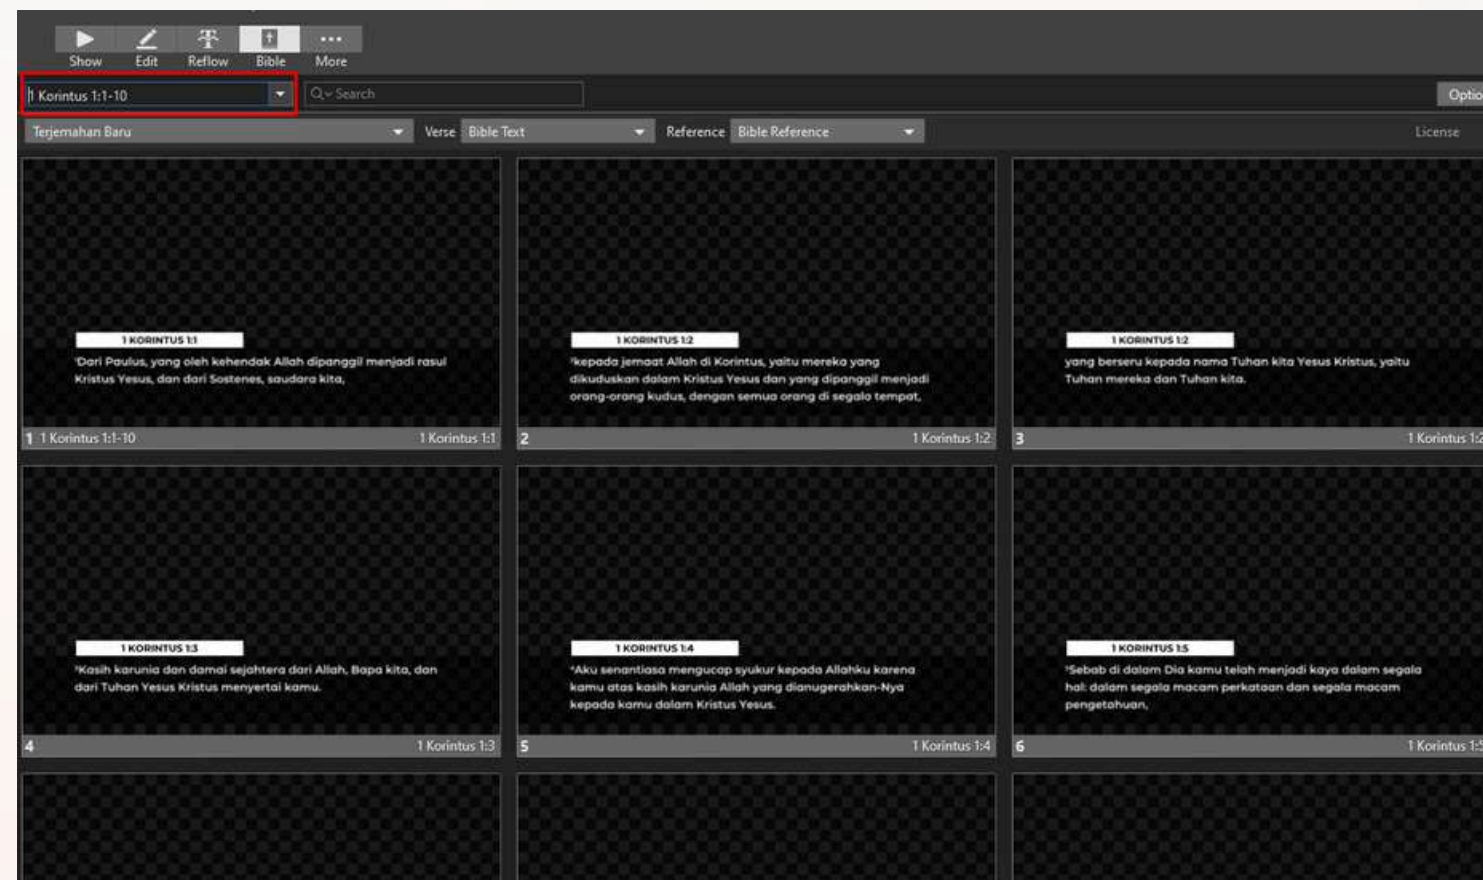 Show Edit Reflow Bible More
1 Korintus 1:1-10
Search
Optio
Terjemahan Baru Verse Bible Text Reference Bible Reference License
1 KORINTUS 1:1
¹Dari Paulus, yang oleh kehendak Allah dipanggil menjadi rasul
Kristus Yesus, dan dari Sostenes, saudara kita,
1 1 Korintus 1:1-10 1 Korintus 1:1
1 KORINTUS 1:2
²kepada jemaat Allah di Korintus, yaitu mereka yang
dikuduskan dalam Kristus Yesus dan yang dipanggil menjadi
orang-orang kudus, dengan semua orang di segala tempat,
2 1 Korintus 1:2
1 KORINTUS 1:2
yang berseru kepada nama Tuhan kita Yesus Kristus, yaitu
Tuhan mereka dan Tuhan kita.
3 1 Korintus 1:2
1 KORINTUS 1:3
³Kasih karunia dan damai sejahtera dari Allah, Bapa kita, dan
dari Tuhan Yesus Kristus menyertai kamu.
4 1 Korintus 1:3
1 KORINTUS 1:4
⁴Aku senantiasa mengucap syukur kepada Allahku karena
kamu atas kasih karunia Allah yang dianugerahkan-Nya
kepada kamu dalam Kristus Yesus.
5 1 Korintus 1:4
1 KORINTUS 1:5
⁵Sebab di dalam Dia kamu telah menjadi kaya dalam segala
hal: dalam segala macam perkataan dan segala macam
pengetahuan,
6 1 Korintus 1:5